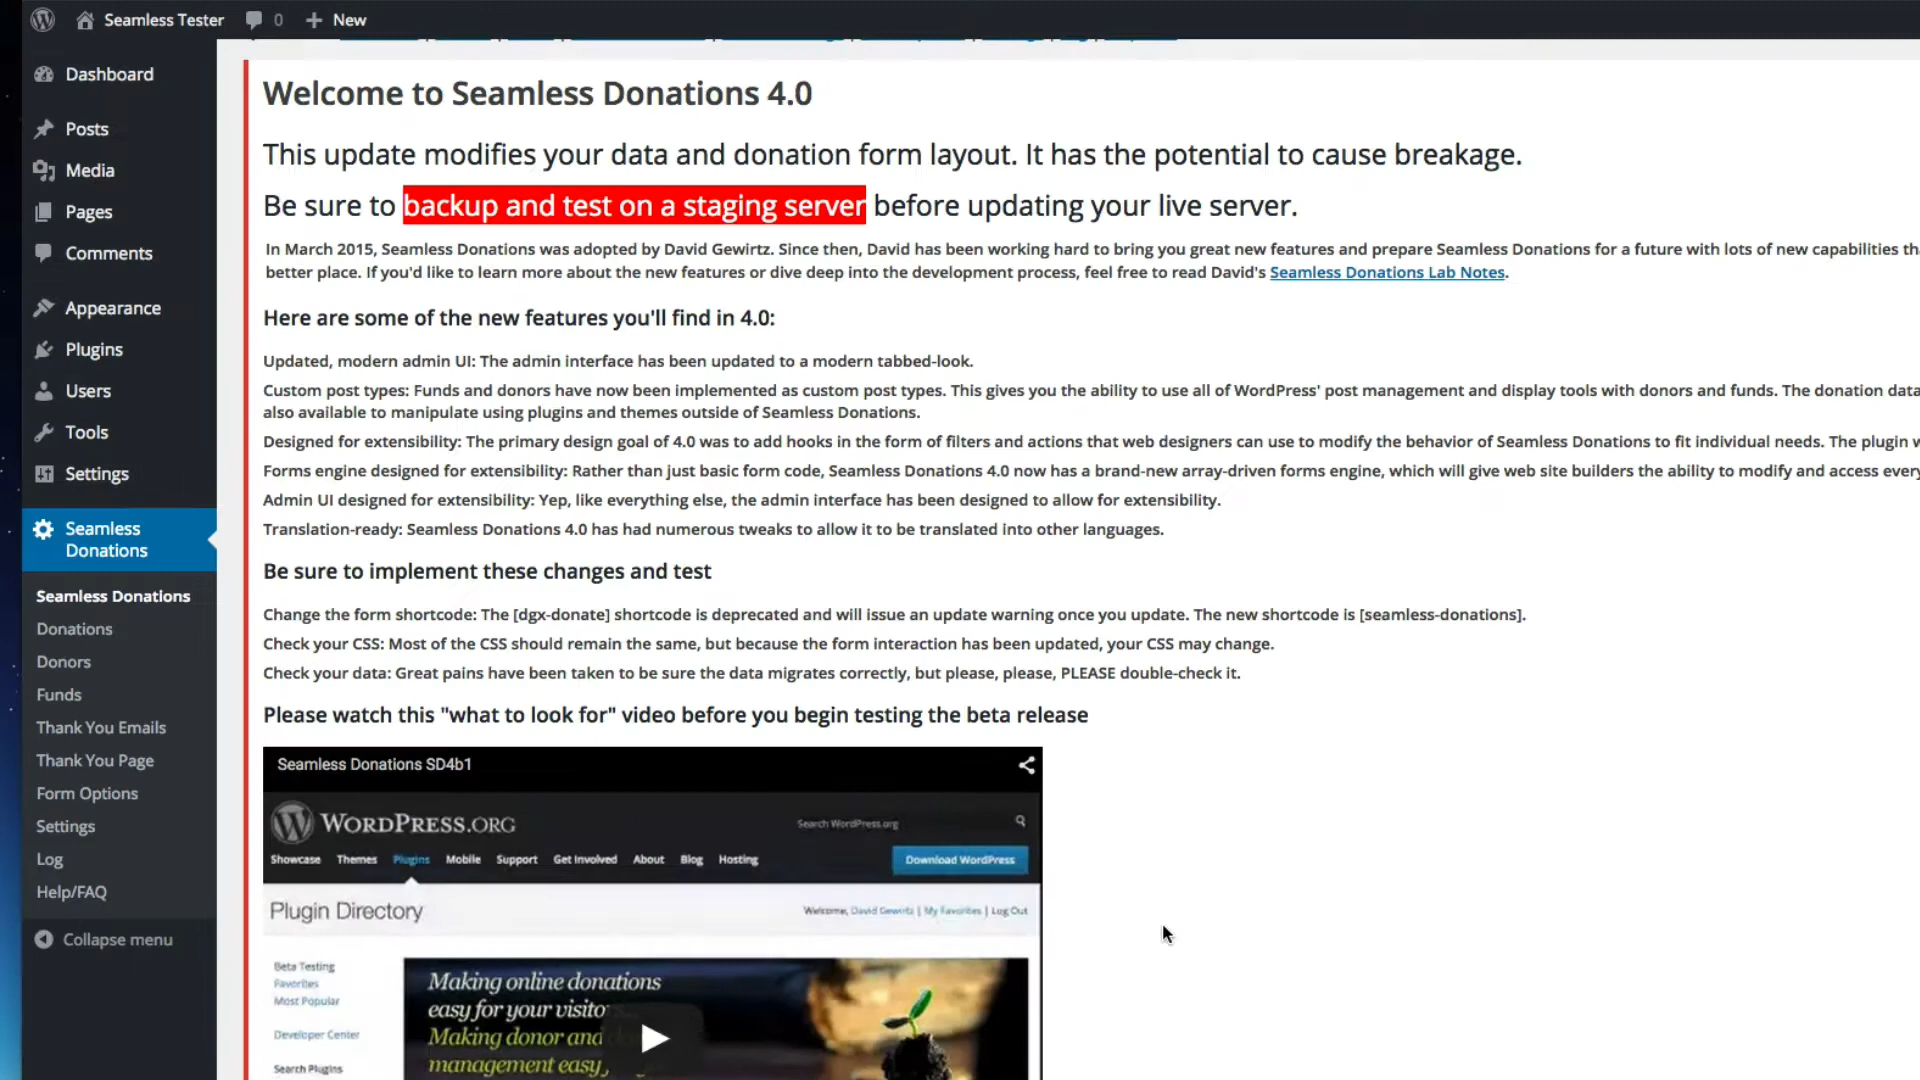 Seamless Tester 0 New
Dashboard
Posts
Media
Pages
Comments
Appearance
Plugins
Users
Tools
Settings
Seamless
Donations
Seamless Donations
Donations
Donors
Funds
Thank You Emails
Thank You Page
Form Options
Settings
Log
Help/FAQ
Collapse menu
Welcome to Seamless Donations 4.0
This update modifies your data and donation form layout. It has the potential to cause breakage.
Be sure to backup and test on a staging server before updating your live server.
In March 2015, Seamless Donations was adopted by David Gewirtz. Since then, David has been working hard to bring you great new features and prepare Seamless Donations for a future with lots of new capabilities
better place. If you'd like to learn more about the new features or dive deep into the development process, feel free to read David's Seamless Donations Lab Notes.
Here are some of the new features you'll find in 4.0:
Updated, modern admin UI: The admin interface has been updated to a modern tabbed-look.
Custom post types: Funds and donors have now been implemented as custom post types. This gives you the ability to use all of WordPress' post management and display tools with donors and funds. The donation data
also available to manipulate using plugins and themes outside of Seamless Donations.
Designed for extensibility: The primary design goal of 4.0 was to add hooks in the form of filters and actions that web designers can use to modify the behavior of Seamless Donations to fit individual needs. The plugin
Forms engine designed for extensibility: Rather than just basic form code, Seamless Donations 4.0 now has a brand-new array-driven forms engine, which will give web site builders the ability to modify and access
Admin UI designed for extensibility: Yep, like everything else, the admin interface has been designed to allow for extensibility.
Translation-ready: Seamless Donations 4.0 has had numerous tweaks to allow it to be translated into other languages.
Be sure to implement these changes and test
Change the form shortcode: The [dgx-donate] shortcode is deprecated and will issue an update warning once you update. The new shortcode is [seamless-donations].
Check your CSS: Most of the CSS should remain the same, but because the form interaction has been updated, your CSS may change.
Check your data: Great pains have been taken to be sure the data migrates correctly, but please, please, PLEASE double-check it.
Please watch this "what to look for" video before you begin testing the beta release
Seamless Donations SD4b1
WORDPRESS.ORG
Search WordPress.org
Showcase Themes Plugins Mobile Support Get Involved About Blog Hosting
Download WordPress
Plugin Directory
Welcome, David Gewirtz | My Favorites | Log Out
Beta Testing
Favorites
Most Popular
Developer Center
Search Plugins
Making online donations
easy for your
Making donor and
management easy